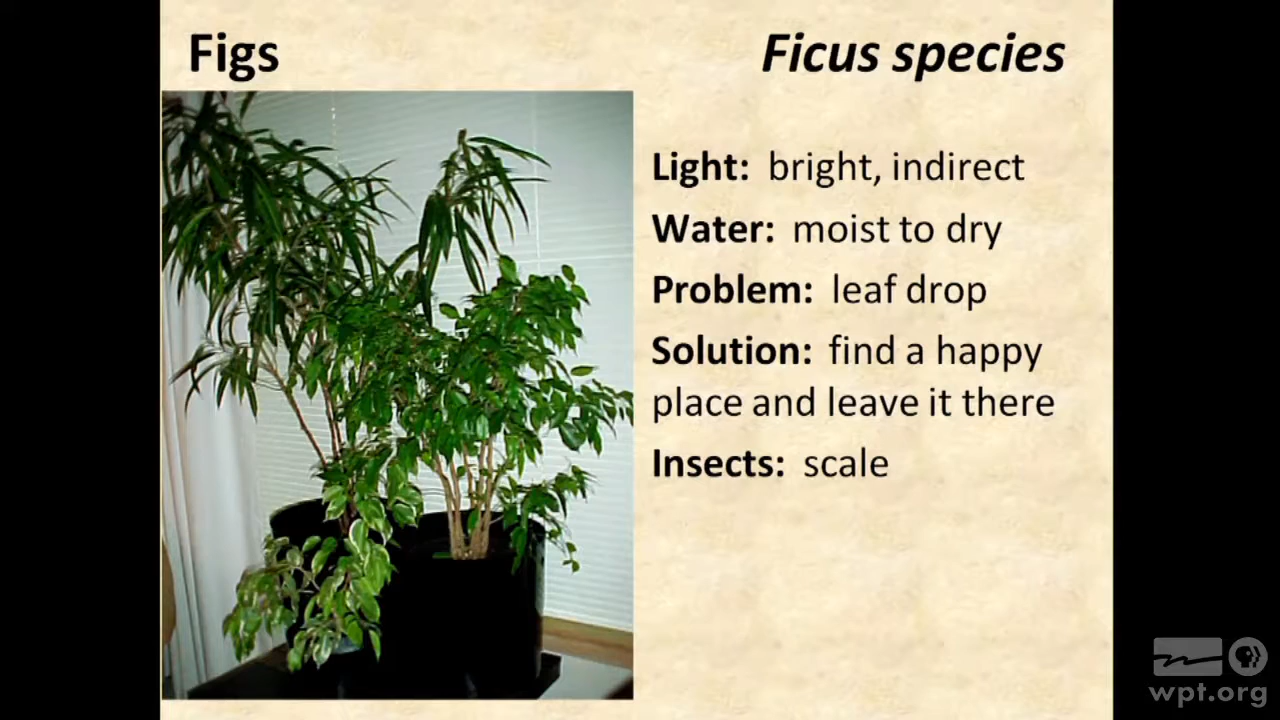 Figs
Ficus species
Light: bright, indirect
Water: moist to dry
Problem: leaf drop
Solution: find a happy
place and leave it there
Insects: scale
wpt.org